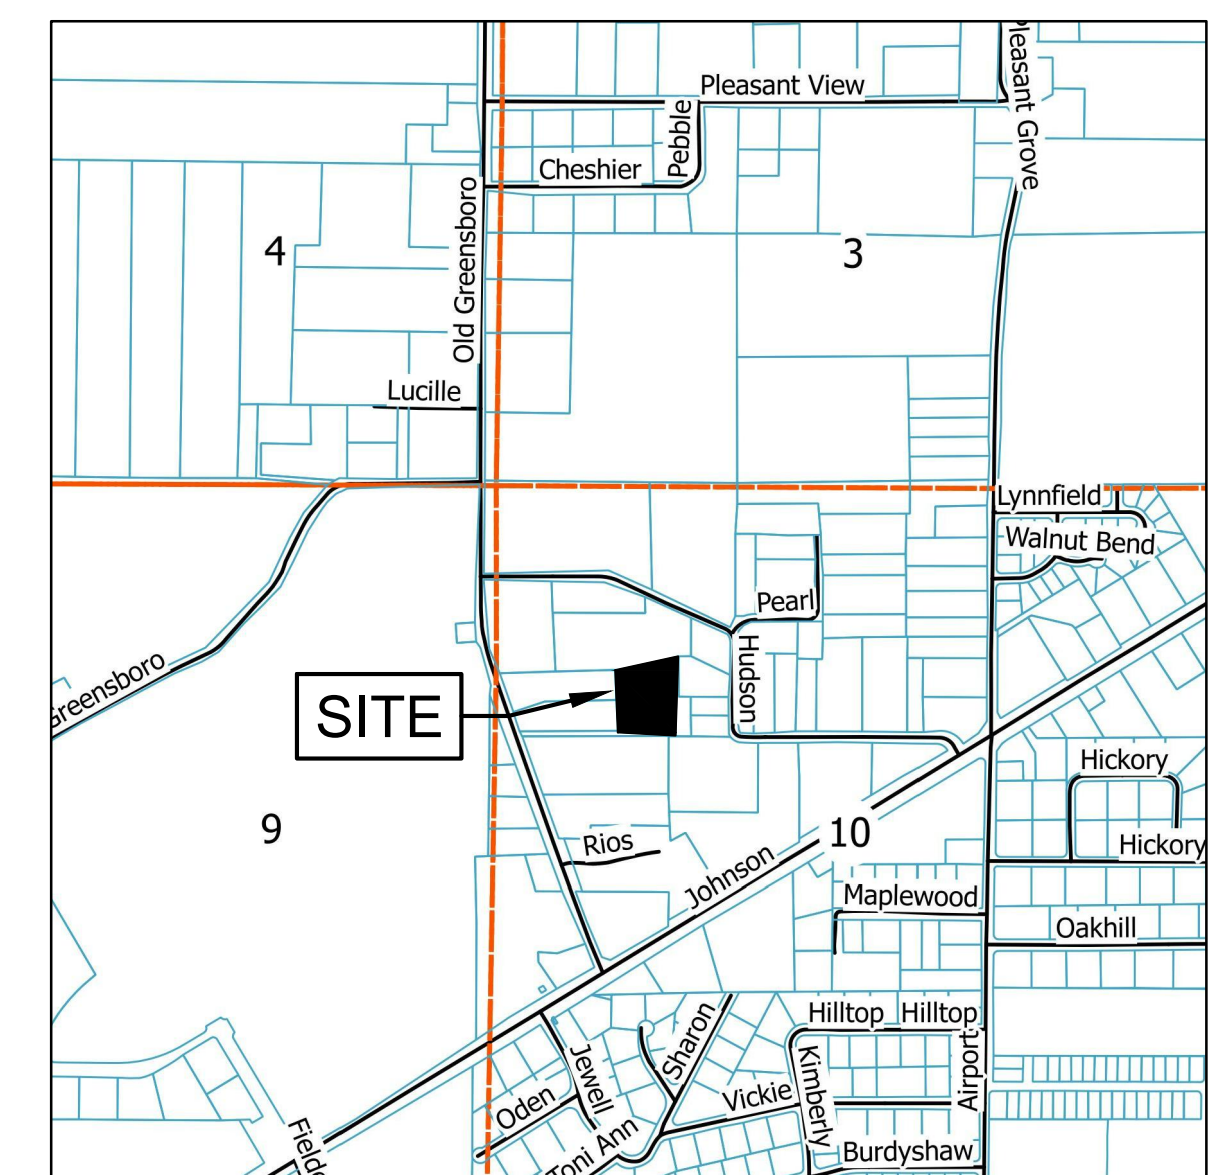 Pleasant View
Pleasant Grove
Pebble
Cheshier
4
3
Old Greensboro
Lucille
Lynnfield
Walnut Bend
Pearl
Hudson
Greensboro
SITE
Hickory
9
10
Rios
Hickory
Johnson
Maplewood
Oakhill
Hilltop
Hilltop
Sharon
Jewell
Kimberly
Airport
Vickie
Oden
Toni Ann
Burdyshaw